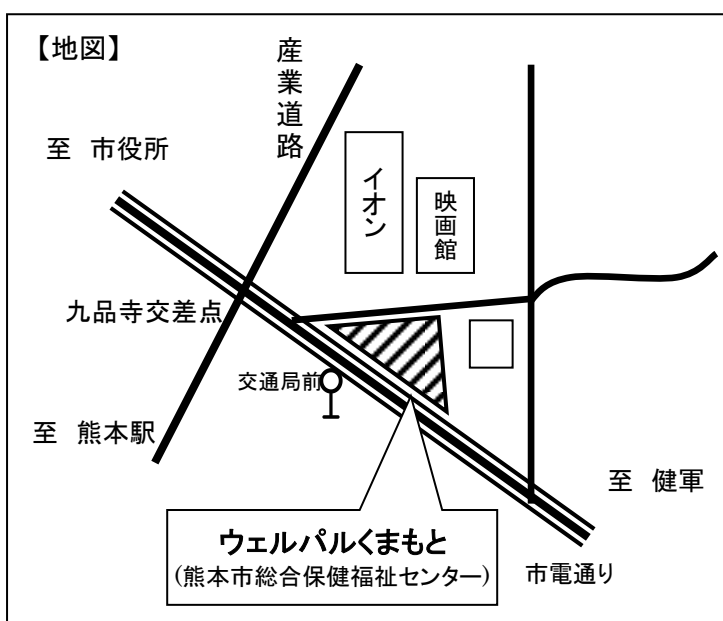 【地図】
産業道路
至 市役所
イオン
映画館
九品寺交差点
交通局前
至 熊本駅
至 健軍
ウェルパルくまもと
(熊本市総合保健福祉センター)
市電通り